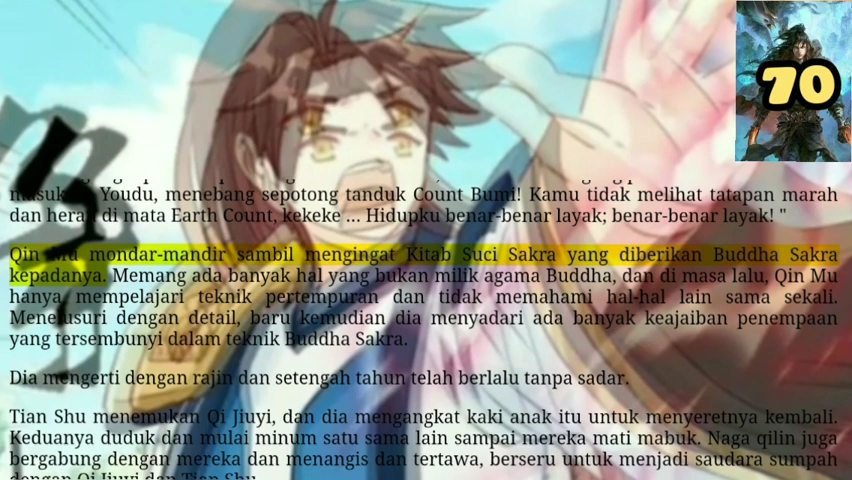 70
masuk Youdu, menebang sepotong tanduk Count Bumi! Kamu tidak melihat tatapan marah
dan heran di mata Earth Count, kekeke ... Hidupku benar-benar layak; benar-benar layak! "
Qin Mu mondar-mandir sambil mengingat Kitab Suci Sakra yang diberikan Buddha Sakra
kepadanya. Memang ada banyak hal yang bukan milik agama Buddha, dan di masa lalu, Qin Mu
hanya mempelajari teknik pertempuran dan tidak memahami hal-hal lain sama sekali.
Menelusuri dengan detail, baru kemudian dia menyadari ada banyak keajaiban penempaan
yang tersembunyi dalam teknik Buddha Sakra.
Dia mengerti dengan rajin dan setengah tahun telah berlalu tanpa sadar.
Tian Shu menemukan Qi Jiuyi, dan dia mengangkat kaki anak itu untuk menyeretnya kembali.
Keduanya duduk dan mulai minum satu sama lain sampai mereka mati mabuk. Naga qilin juga
bergabung dengan mereka dan menangis dan tertawa, berseru untuk menjadi saudara sumpah
dengan Qi Jiuyi dan Tian Shu.